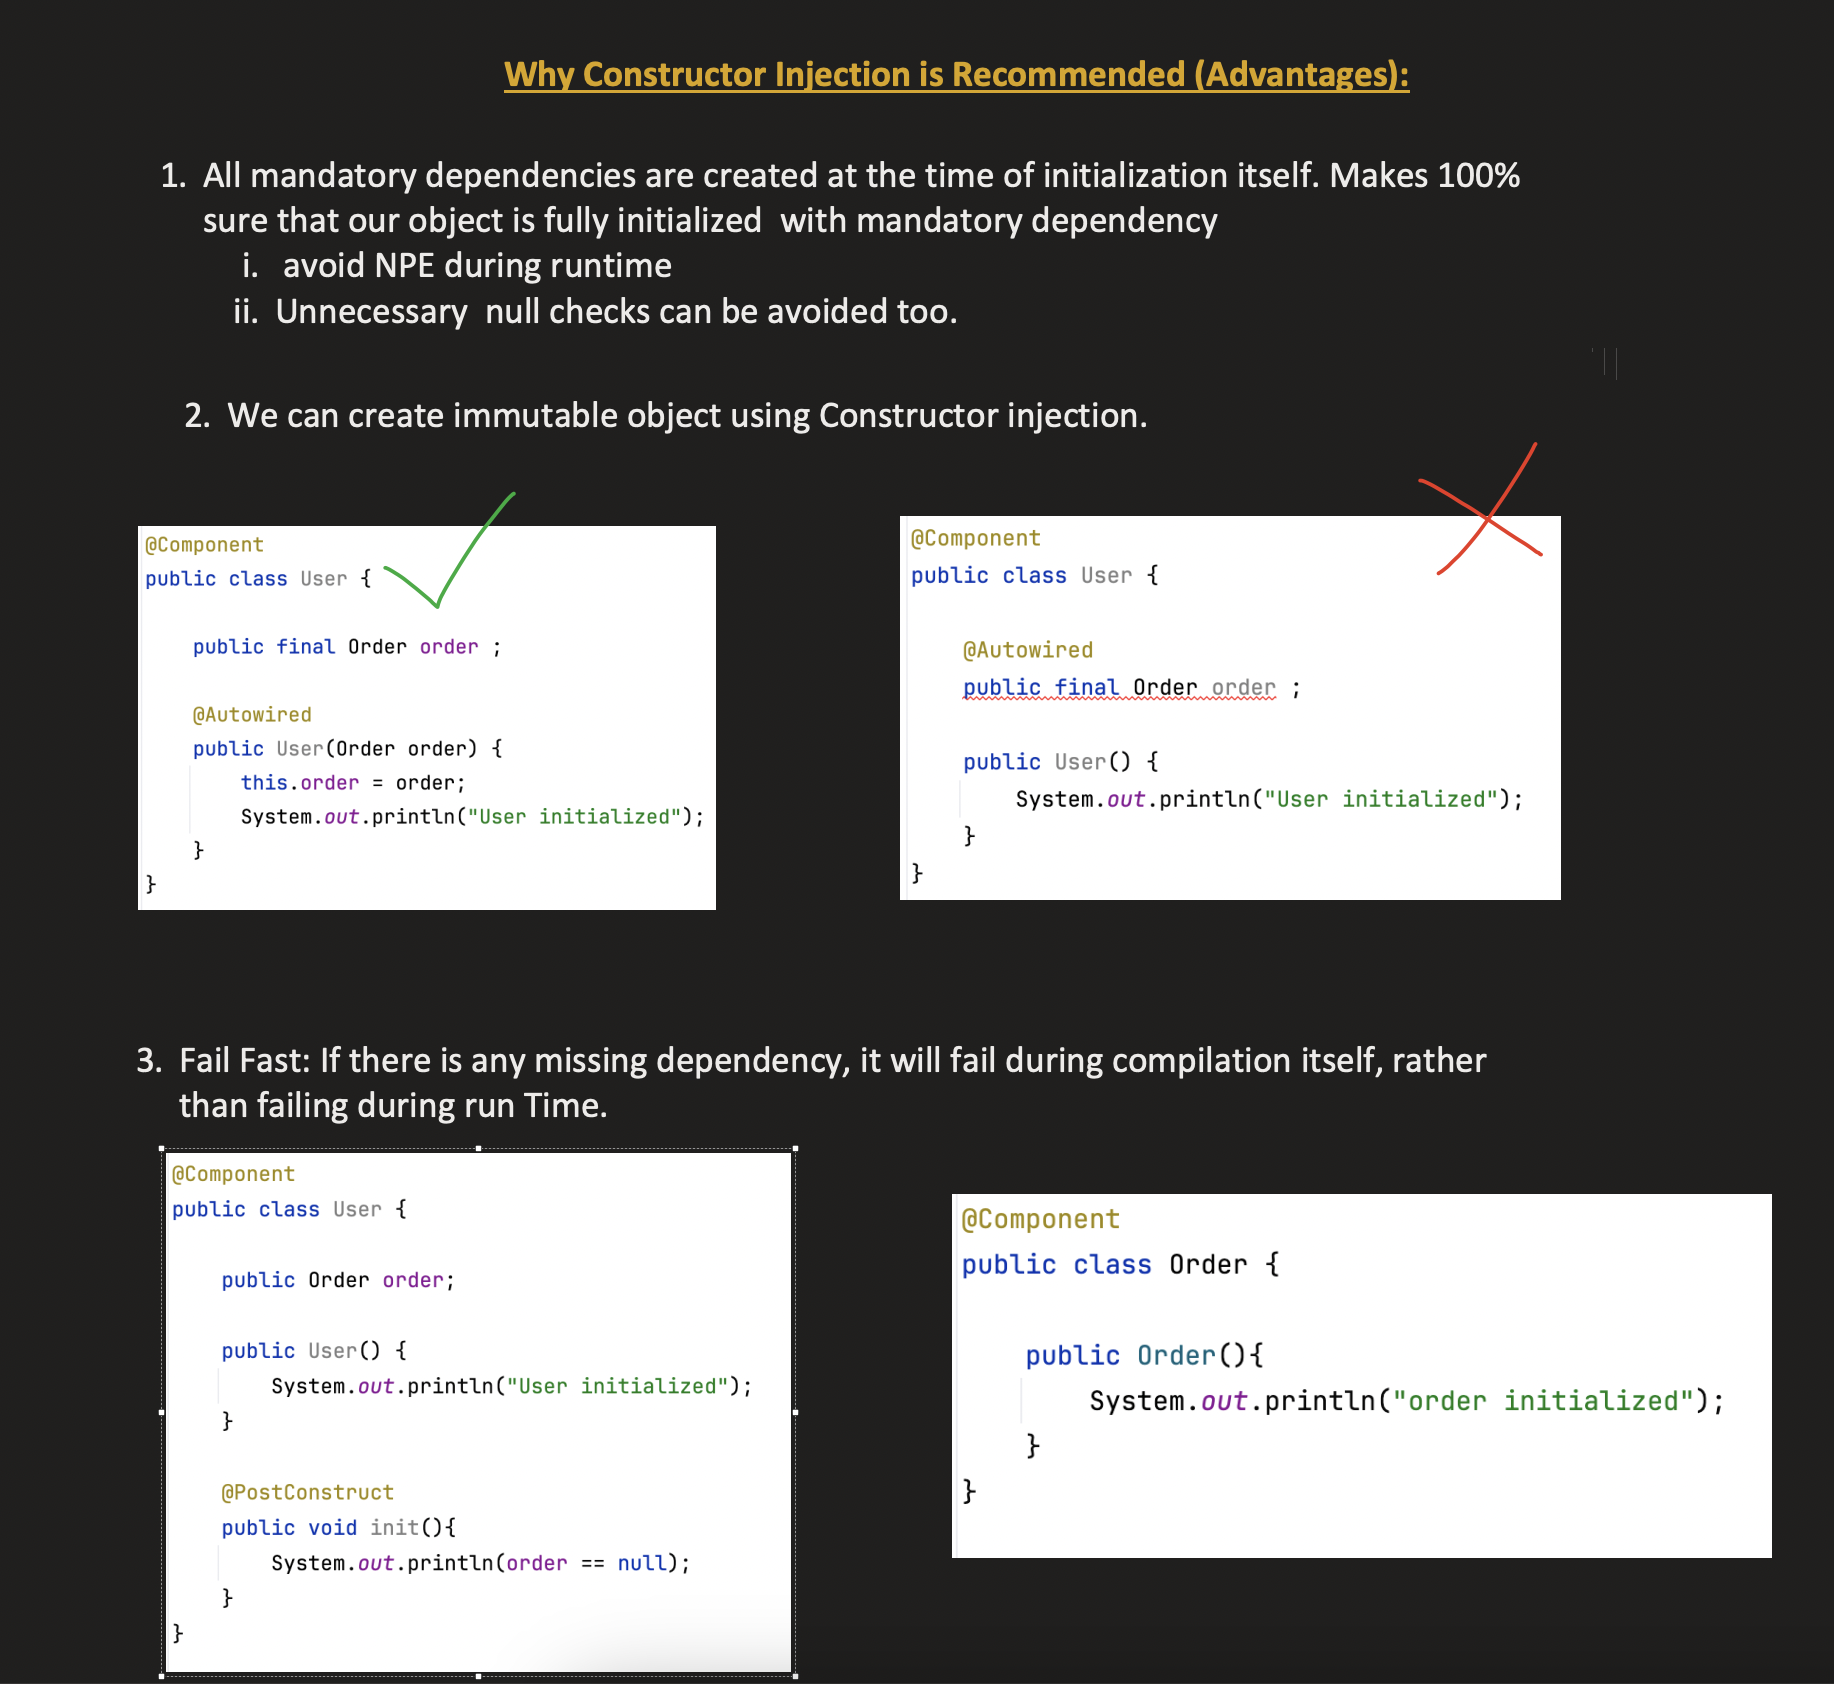 Why Constructor Injection is Recommended (Advantages):
1. All mandatory dependencies are created at the time of initialization itself. Makes 100%
sure that our object is fully initialized  with mandatory dependency
i. avoid NPE during runtime
ii. Unnecessary  null checks can be avoided too.
2. We can create immutable object using Constructor injection.
@Component
public class User {
public final Order order ;
@Autowired
public User(Order order) {
this.order = order;
System.out.println("User initialized");
}
}
@Component
public class User {
@Autowired
public final Order order ;
public User() {
System.out.println("User initialized");
}
}
3. Fail Fast: If there is any missing dependency, it will fail during compilation itself, rather
than failing during run Time.
@Component
public class User {
public Order order;
public User() {
System.out.println("User initialized");
}
@PostConstruct
public void init(){
System.out.println(order == null);
}
}
@Component
public class Order {
public Order(){
System.out.println("order initialized");
}
}